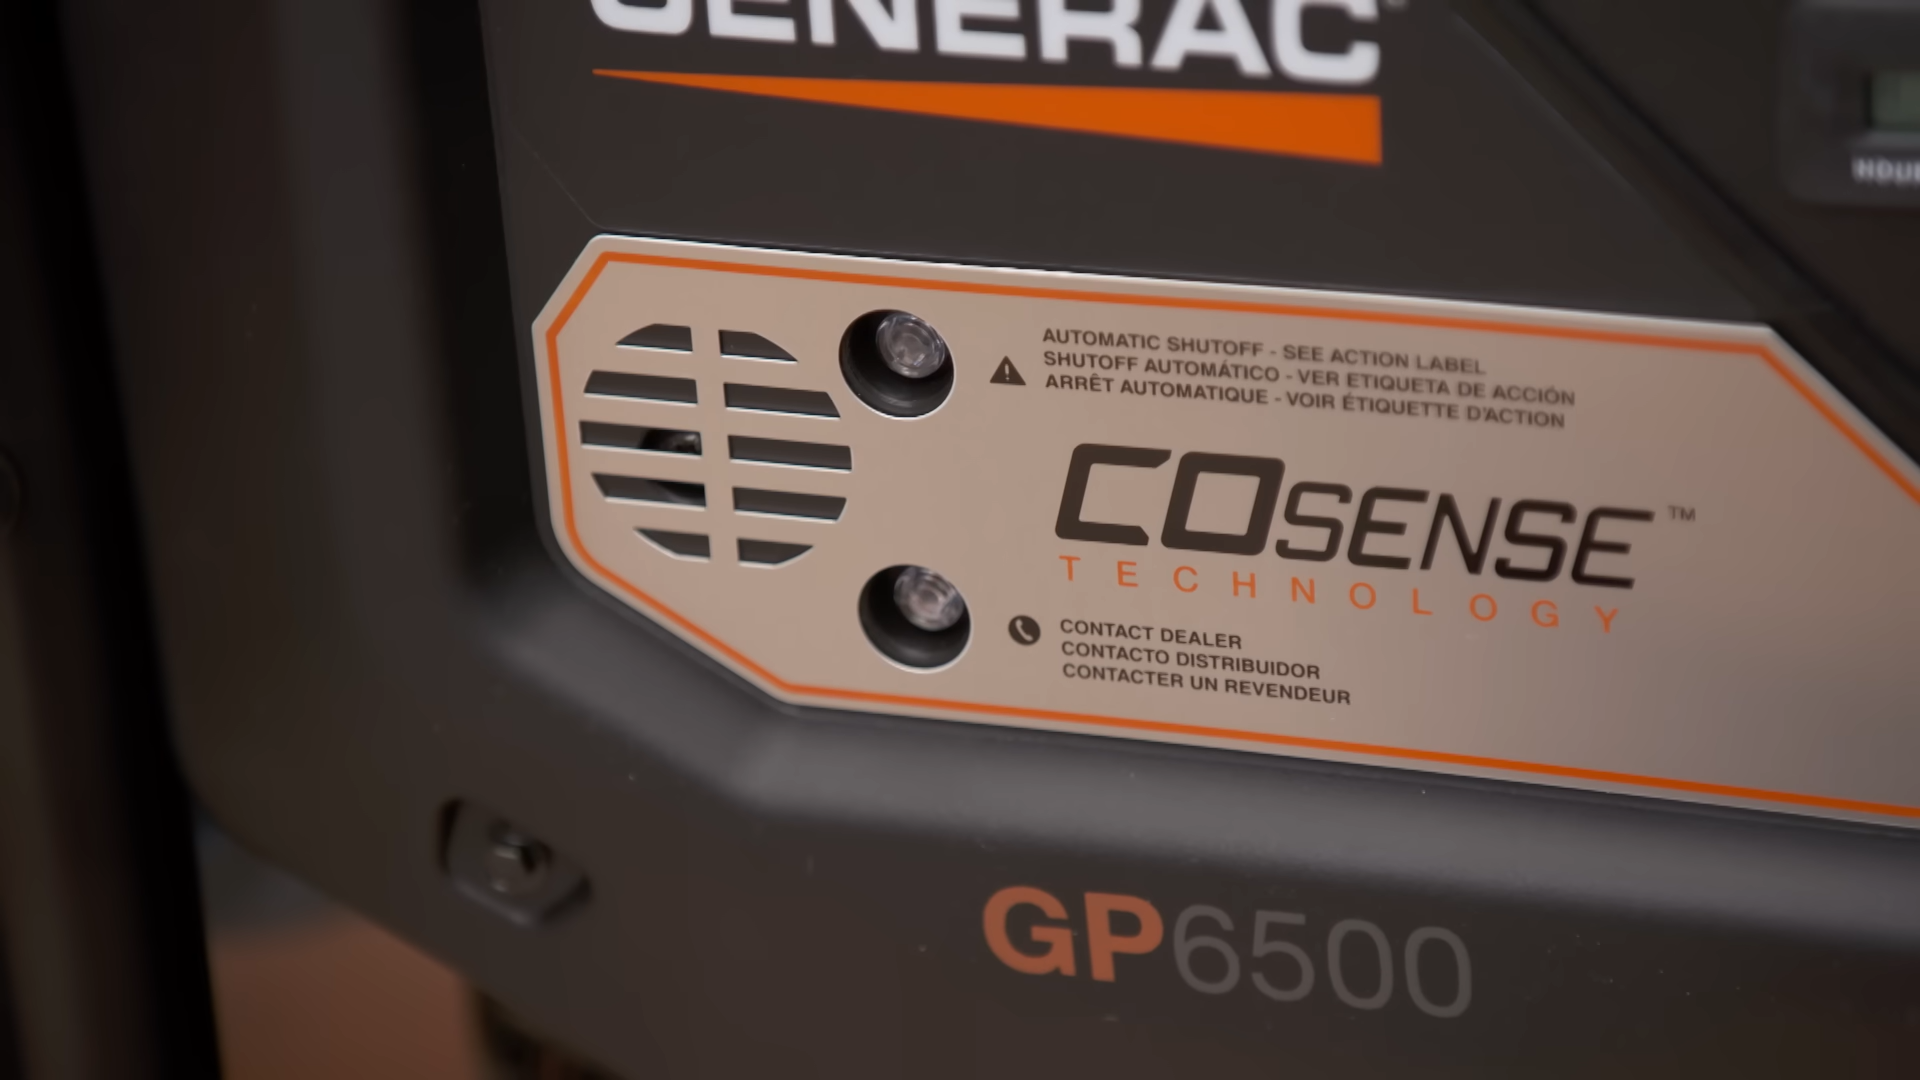 GENERAC
HOUR
AUTOMATIC SHUTOFF - SEE ACTION LABEL
SHUTOFF AUTOMÁTICO - VER ETIQUETA DE ACCIÓN
ARRÊT AUTOMATIQUE - VOIR ÉTIQUETTE D'ACTION
COSENSE™
TECHNOLOGY
CONTACT DEALER
CONTACTO DISTRIBUIDOR
CONTACTER UN REVENDEUR
GP6500